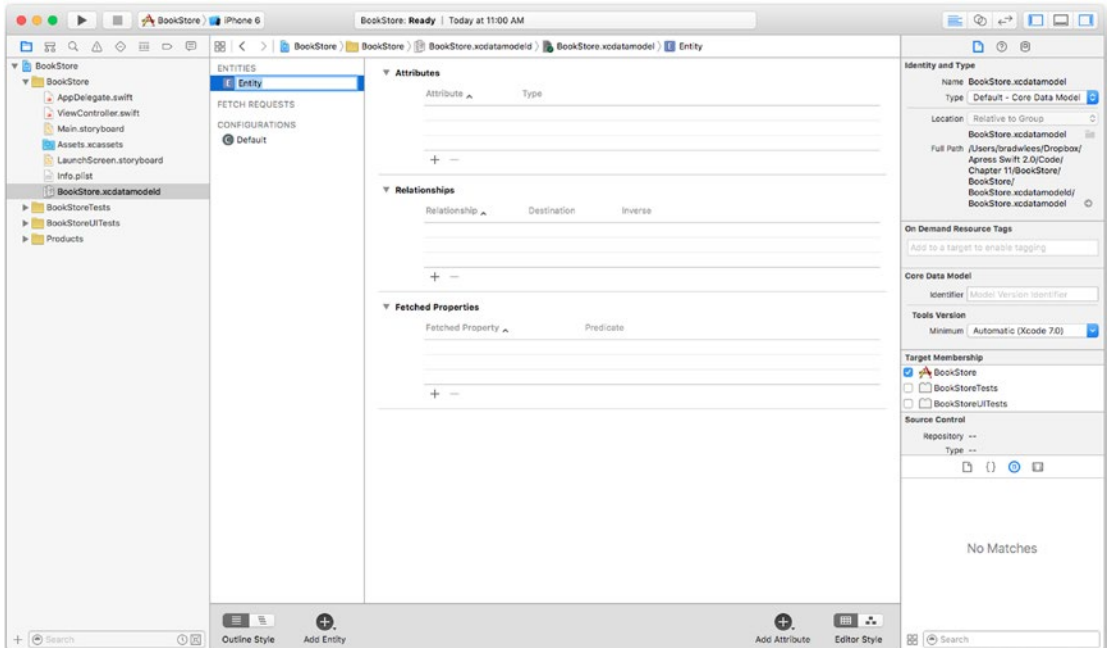 BookStore iPhone 6 BookStore: Ready | Today at 11:00 AM
BookStore BookStore BookStore.xcdatamodeld BookStore.xcdatamodel Entity
BookStore
BookStore
AppDelegate.swift
ViewController.swift
Main.storyboard
Assets.xcassets
LaunchScreen.storyboard
Info.plist
BookStore.xcdatamodeld
BookStoreTests
BookStoreUITests
Products
Search
ENTITIES
E Entity
FETCH REQUESTS
CONFIGURATIONS
C Default
Attributes
Attribute Type
Relationships
Relationship Destination Inverse
Fetched Properties
Fetched Property Predicate
Outline Style Add Entity Add Attribute Editor Style
Identity and Type
Name BookStore.xcdatamodel
Type Default - Core Data Model
Location Relative to Group
BookStore.xcdatamodel
Full Path /Users/bradwlees/Dropbox/
Apress Swift 2.0/Code/
Chapter 11/BookStore/
BookStore/
BookStore.xcdatamodeld/
BookStore.xcdatamodel
On Demand Resource Tags
Add to a target to enable tagging
Core Data Model
Identifier Model Version Identifier
Tools Version
Minimum Automatic (Xcode 7.0)
Target Membership
BookStore
BookStoreTests
BookStoreUITests
Source Control
Repository --
Type --
No Matches
Search